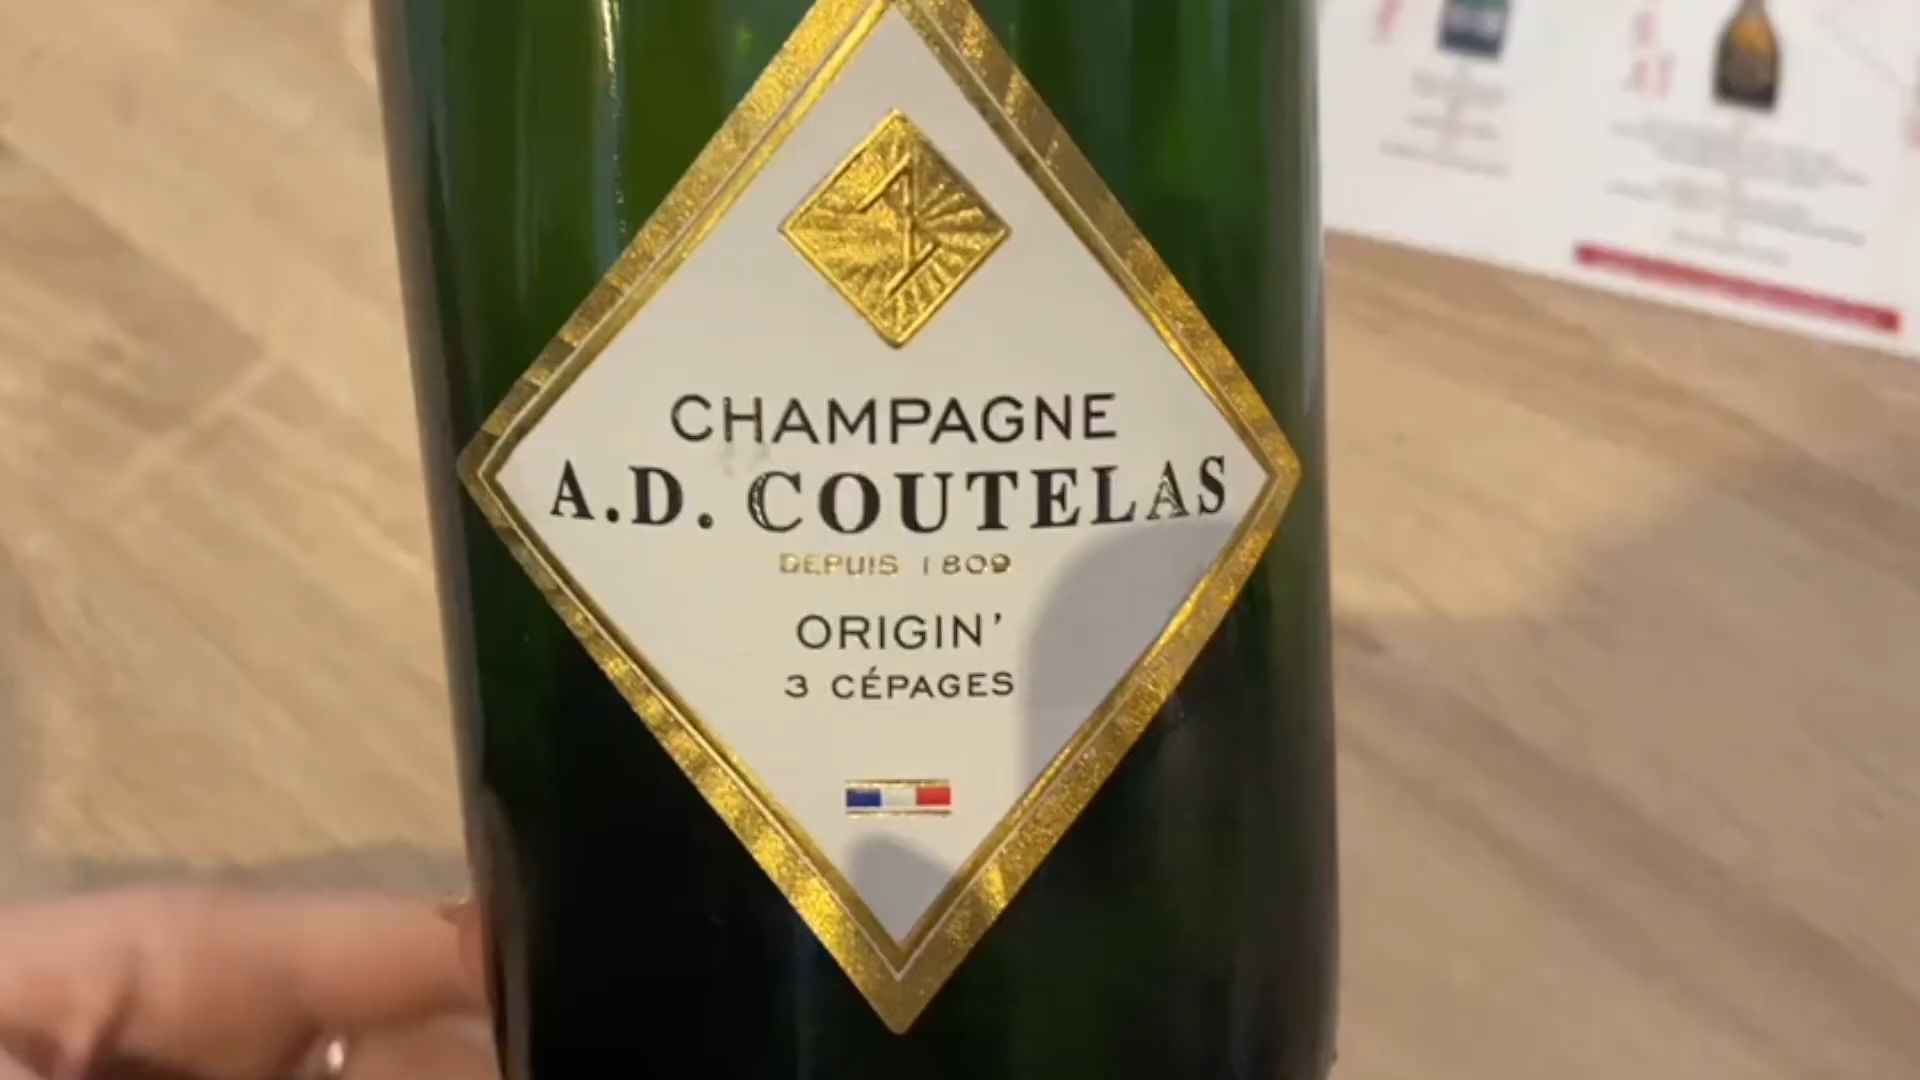 CHAMPAGNE
A.D. COUTELAS
DEPUIS 1809
ORIGIN'
3 CÉPAGES